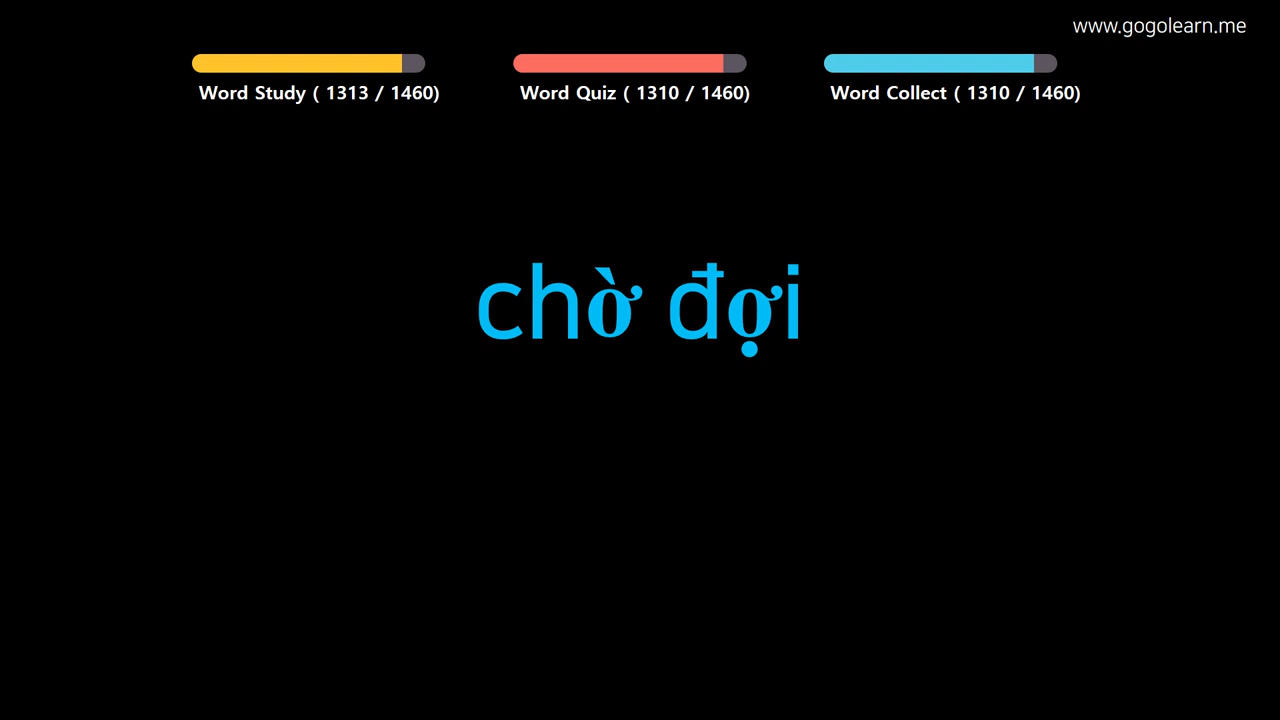 www.gogolearn.me
Word Study ( 1313 / 1460)
Word Quiz ( 1310 / 1460)
Word Collect ( 1310 / 1460)
chờ đợi